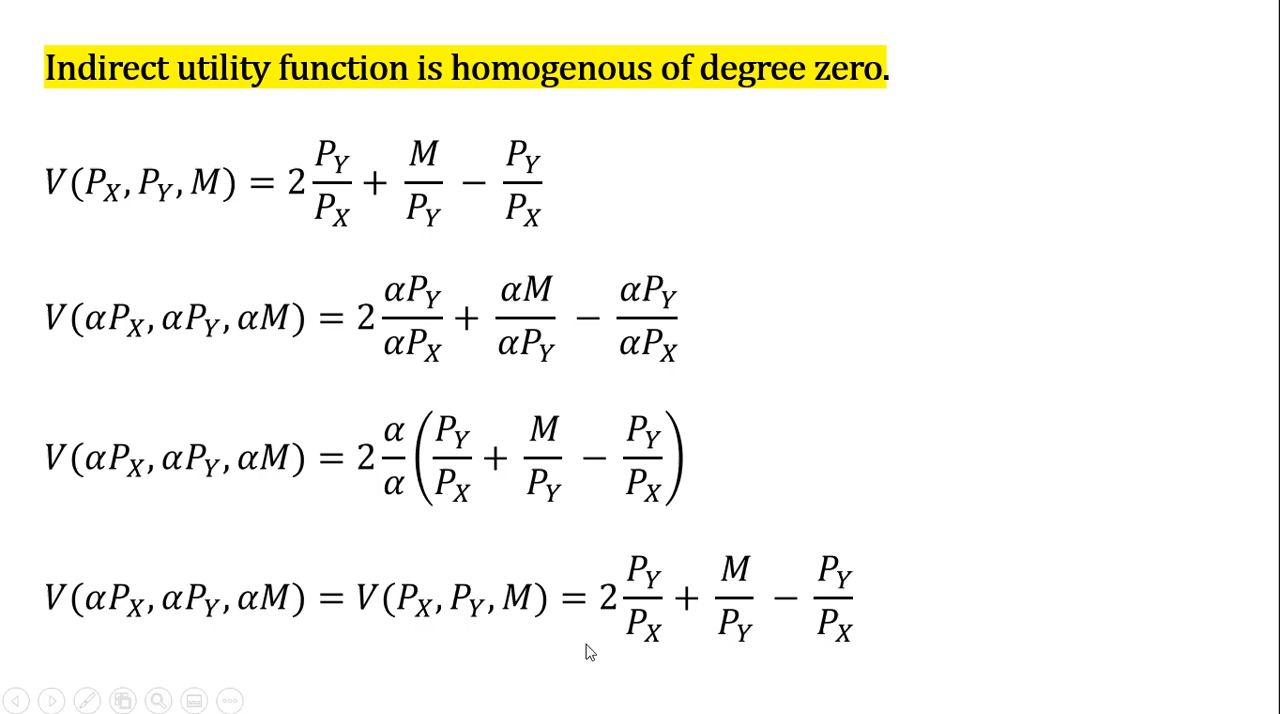 Indirect utility function is homogenous of degree zero.
V(P_X, P_Y, M) = 2 P_Y/P_X + M/P_Y − P_Y/P_X
V(αP_X, αP_Y, αM) = 2 αP_Y/αP_X + αM/αP_Y − αP_Y/αP_X
V(αP_X, αP_Y, αM) = 2 α/α (P_Y/P_X + M/P_Y − P_Y/P_X)
V(αP_X, αP_Y, αM) = V(P_X, P_Y, M) = 2 P_Y/P_X + M/P_Y − P_Y/P_X